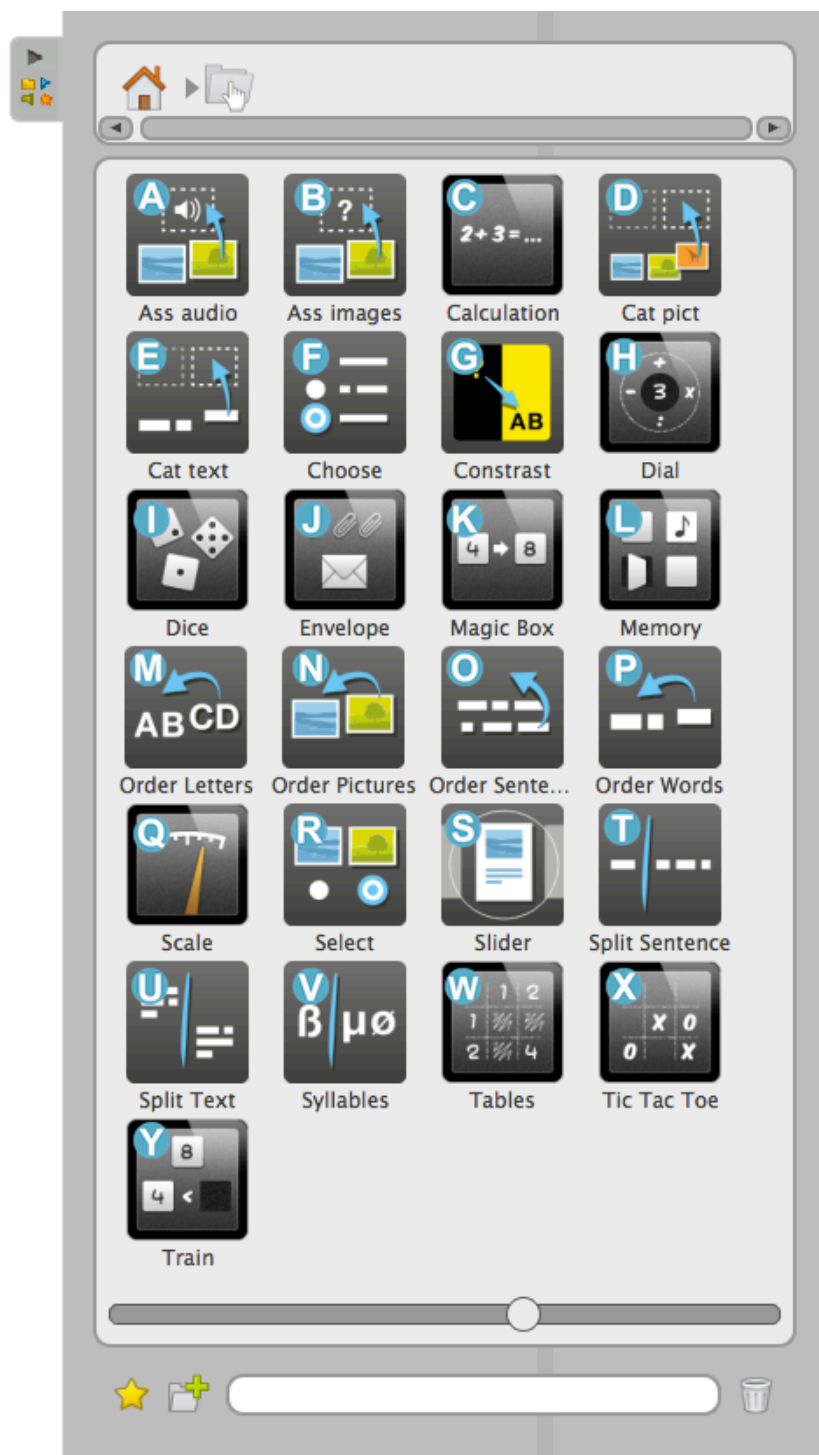 A B C 2+3=... D
Ass audio Ass images Calculation Cat pict
E F G AB H + - 3 x :
Cat text Choose Constrast Dial
I J K 4 8 L
Dice Envelope Magic Box Memory
M AB CD N O P
Order Letters Order Pictures Order Sente... Order Words
Q R S T
Scale Select Slider Split Sentence
U V ß μø W 1 2 1 2 4 X x o o x
Split Text Syllables Tables Tic Tac Toe
Y 8 4 <
Train